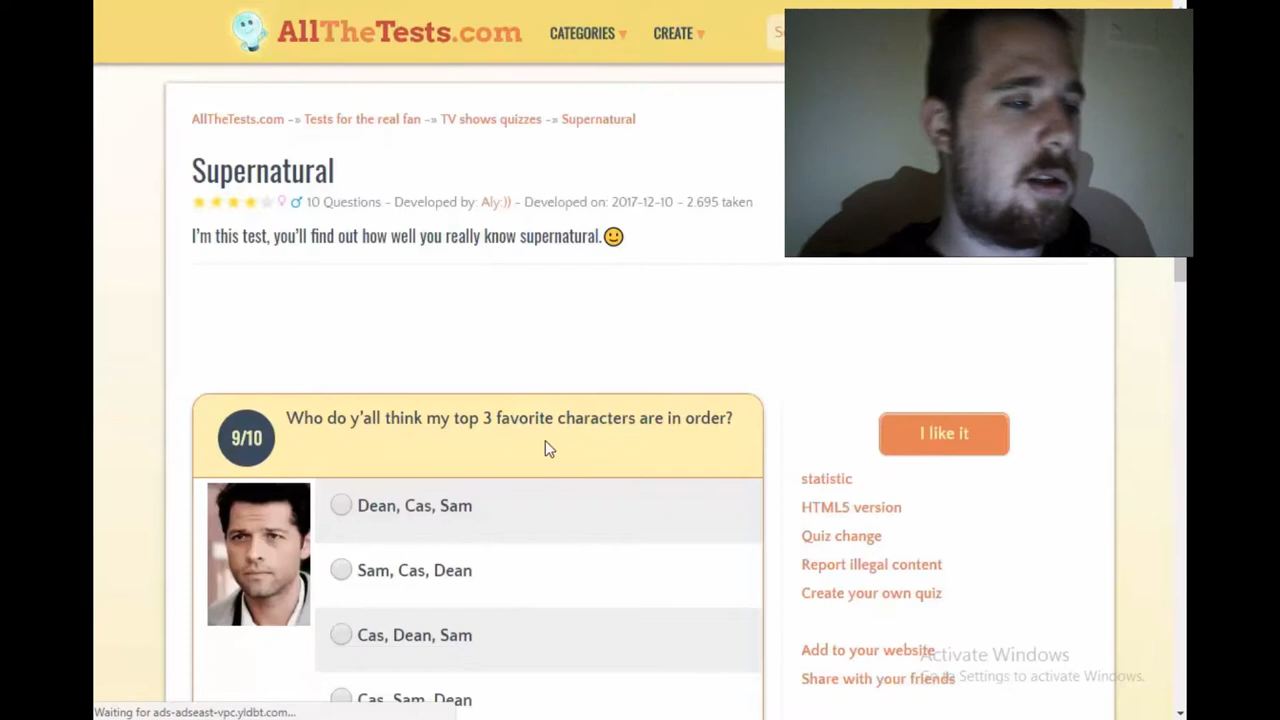 AllTheTests.com
CATEGORIES ▾ CREATE ▾
AllTheTests.com -» Tests for the real fan -» TV shows quizzes -» Supernatural
Supernatural
10 Questions - Developed by: Aly:)) - Developed on: 2017-12-10 - 2.695 taken
I'm this test, you'll find out how well you really know supernatural.
9/10 Who do y'all think my top 3 favorite characters are in order?
Dean, Cas, Sam
Sam, Cas, Dean
Cas, Dean, Sam
Cas, Sam, Dean
I like it
statistic
HTML5 version
Quiz change
Report illegal content
Create your own quiz
Add to your website
Share with your friends
Activate Windows
Go to Settings to activate Windows.
Waiting for ads-adseast-vpc.yldbt.com...